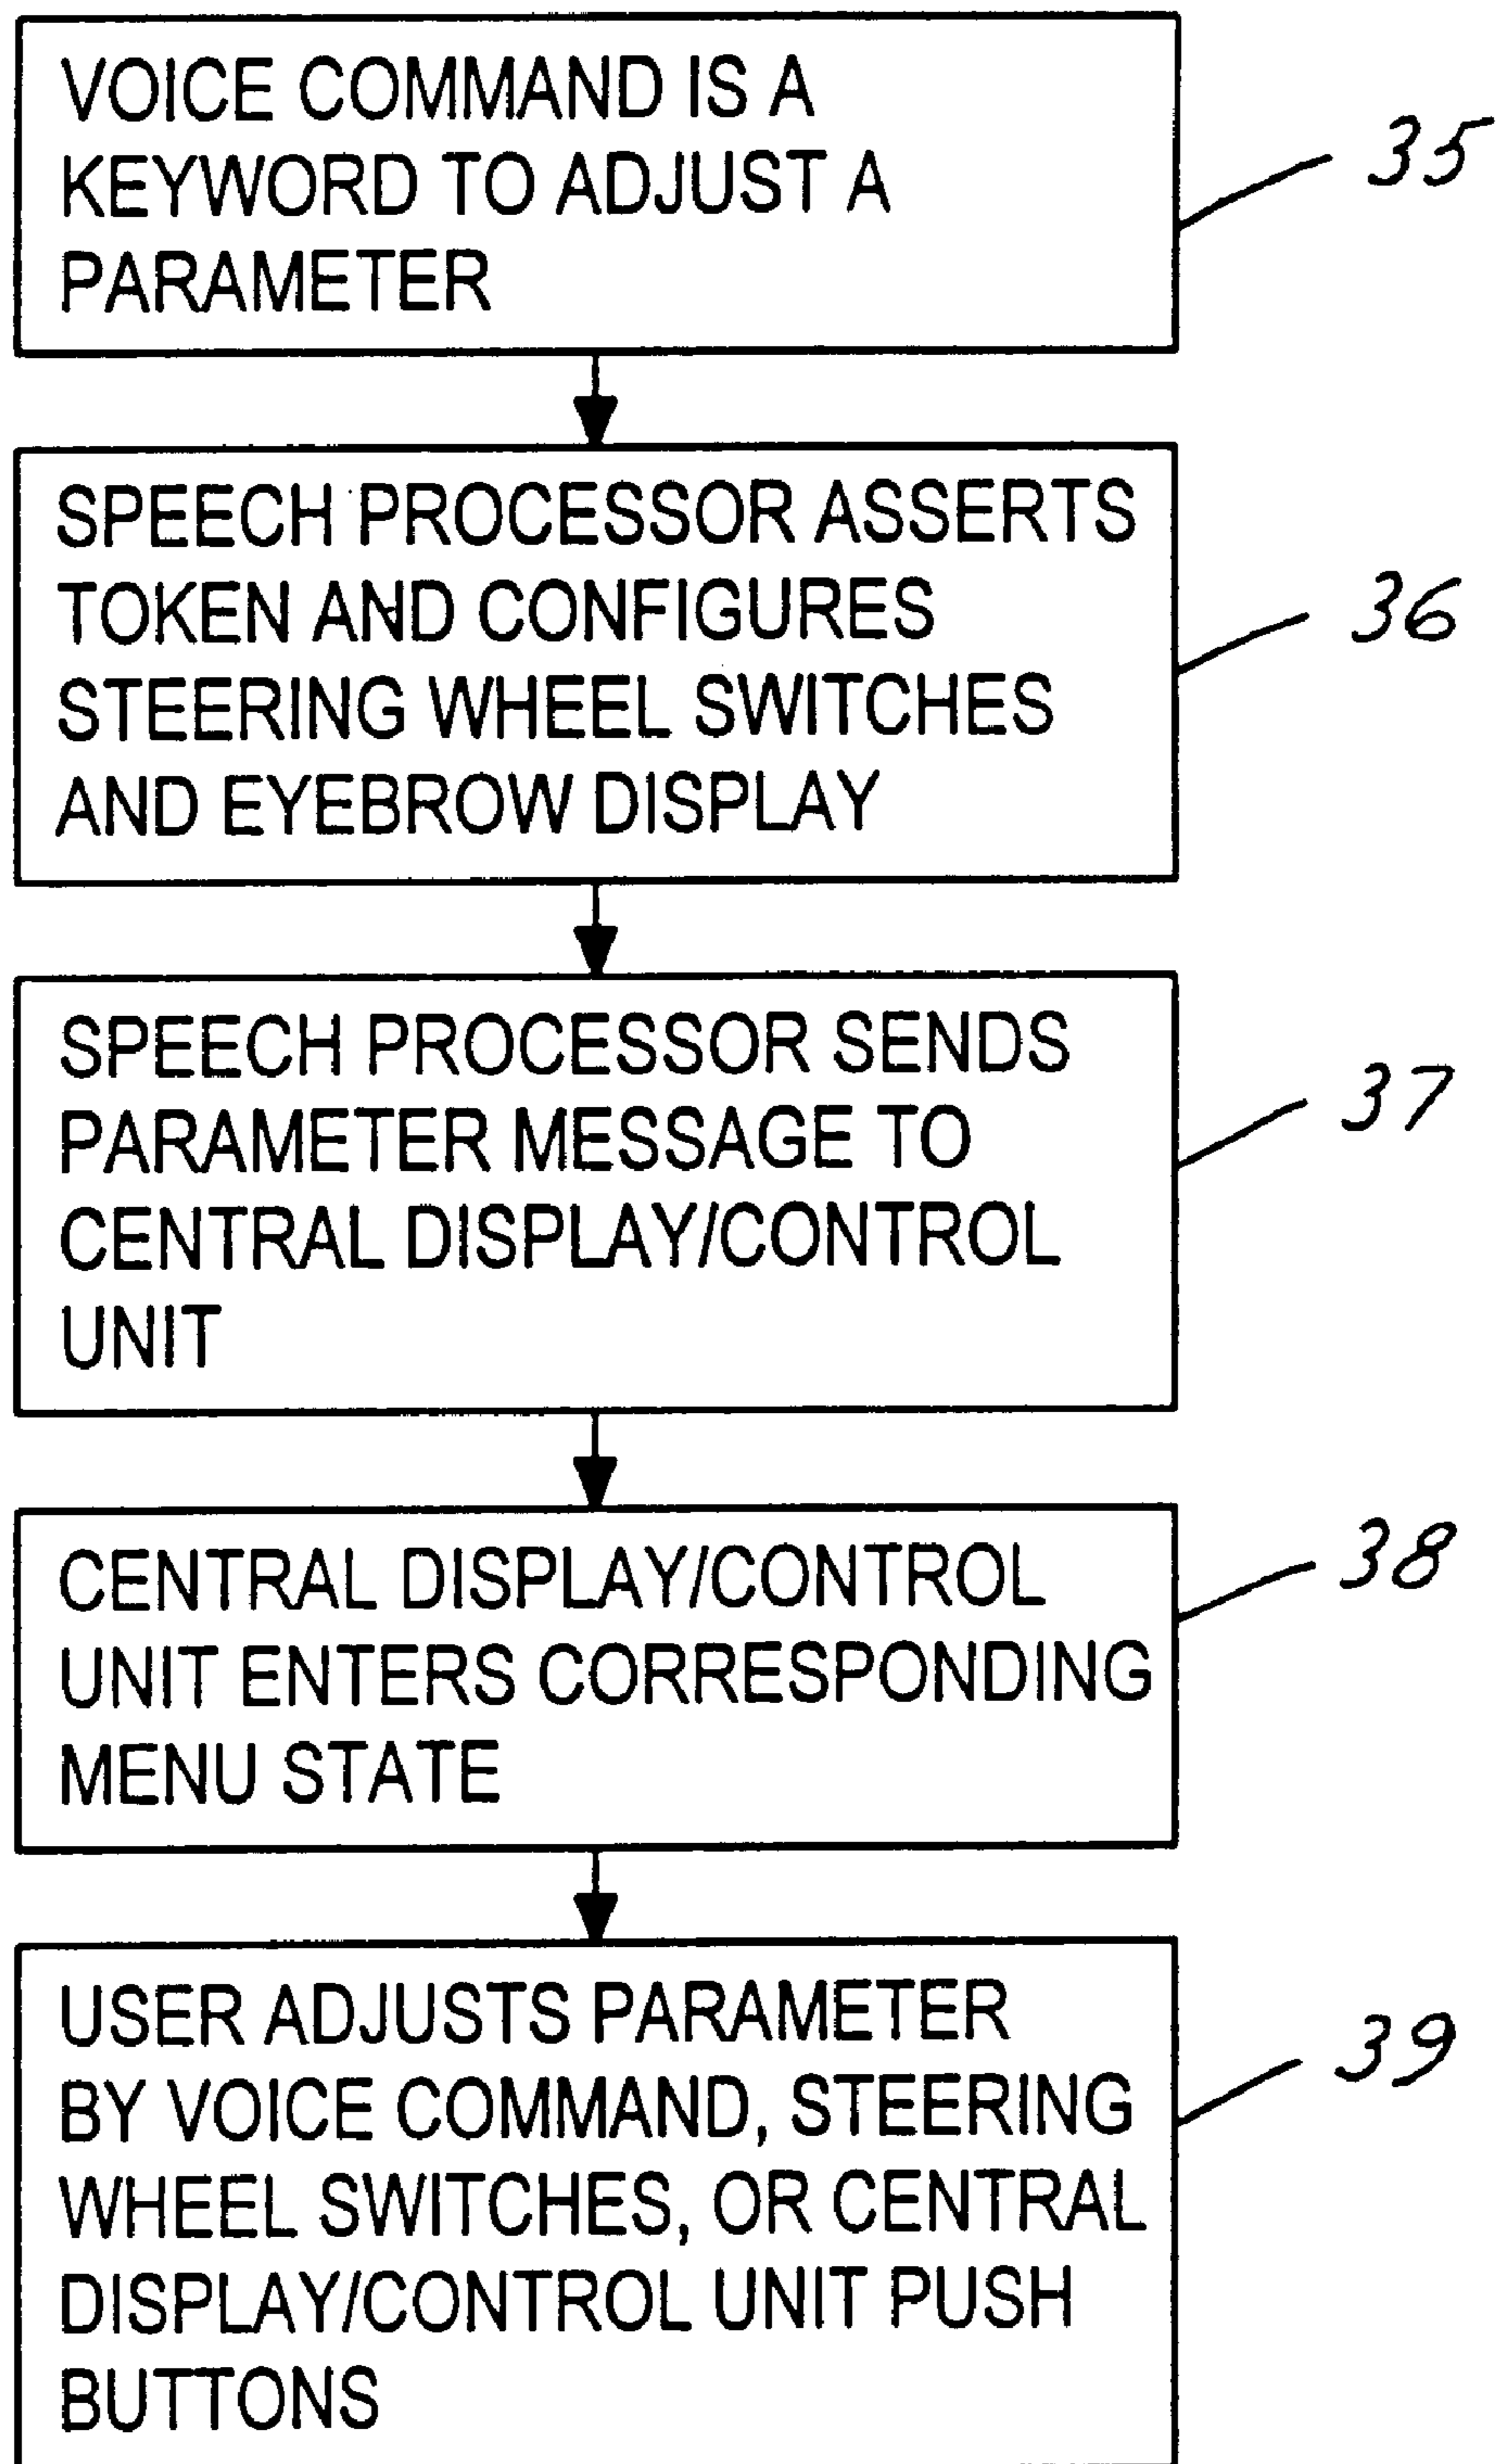 VOICE COMMAND IS A
KEYWORD TO ADJUST A
PARAMETER
35
SPEECH PROCESSOR ASSERTS
TOKEN AND CONFIGURES
STEERING WHEEL SWITCHES
AND EYEBROW DISPLAY
36
SPEECH PROCESSOR SENDS
PARAMETER MESSAGE TO
CENTRAL DISPLAY/CONTROL
UNIT
37
CENTRAL DISPLAY/CONTROL
UNIT ENTERS CORRESPONDING
MENU STATE
38
USER ADJUSTS PARAMETER
BY VOICE COMMAND, STEERING
WHEEL SWITCHES, OR CENTRAL
DISPLAY/CONTROL UNIT PUSH
BUTTONS
39